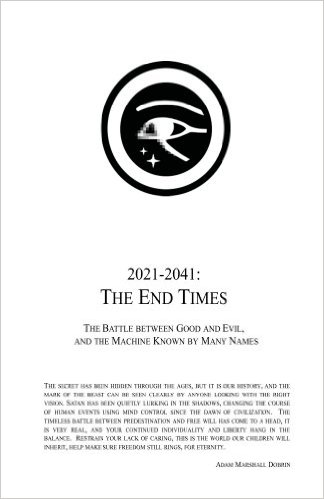 2021-2041:
THE END TIMES
THE BATTLE BETWEEN GOOD AND EVIL,
AND THE MACHINE KNOWN BY MANY NAMES
THE SECRET HAS BEEN HIDDEN THROUGH THE AGES, BUT IT IS OUR HISTORY, AND THE
MARK OF THE BEAST CAN BE SEEN CLEARLY BY ANYONE LOOKING WITH THE RIGHT
VISION. SATAN HAS BEEN QUIETLY LURKING IN THE SHADOWS, CHANGING THE COURSE
OF HUMAN EVENTS USING MIND CONTROL SINCE THE DAWN OF CIVILIZATION. THE
TIMELESS BATTLE BETWEEN PREDESTINATION AND FREE WILL HAS COME TO A HEAD, IT
IS VERY REAL, AND YOUR CONTINUED INDIVIDUALITY AND LIBERTY HANG IN THE
BALANCE. RESTRAIN YOUR LACK OF CARING, THIS IS THE WORLD OUR CHILDREN WILL
INHERIT, HELP MAKE SURE FREEDOM STILL RINGS, FOR ETERNITY.
ADAM MARSHALL DOBRIN